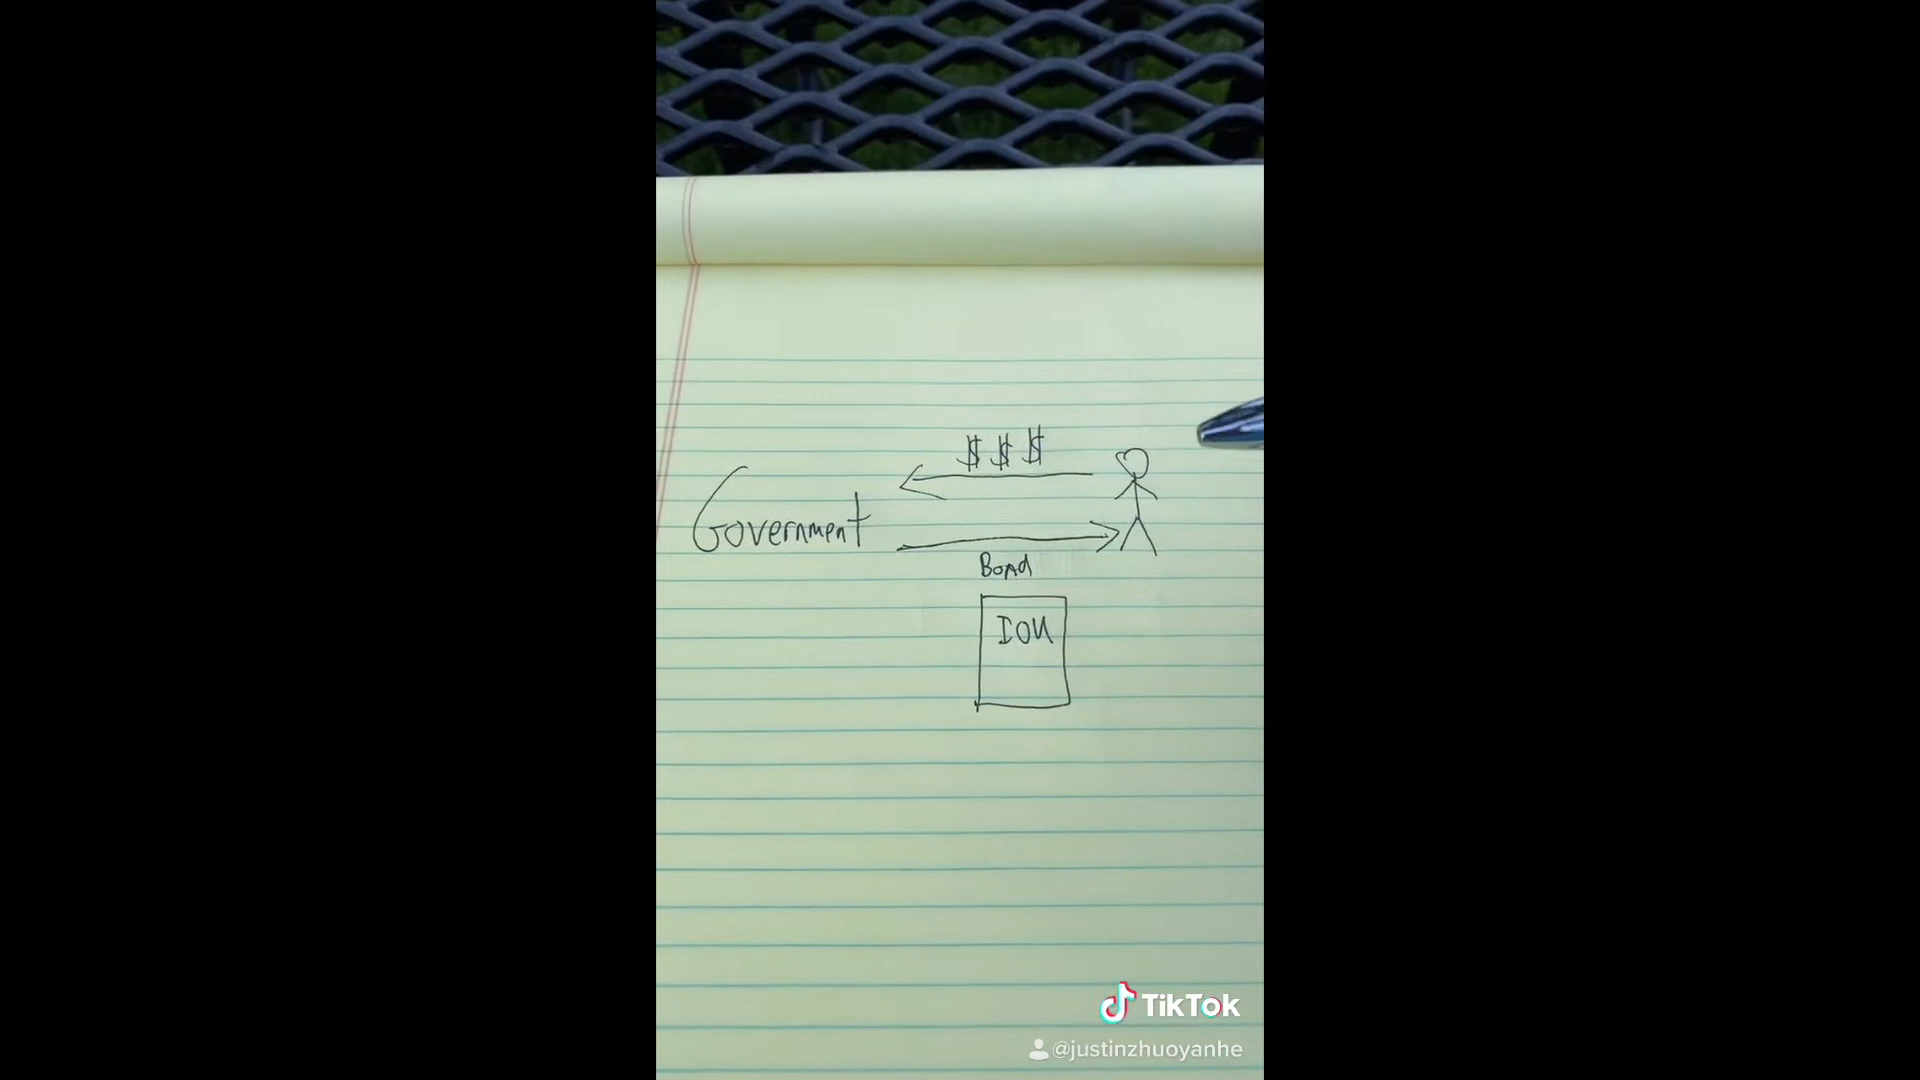 $ $ $
Government
Bond
IOU
TikTok
@justinzhuoyanhe